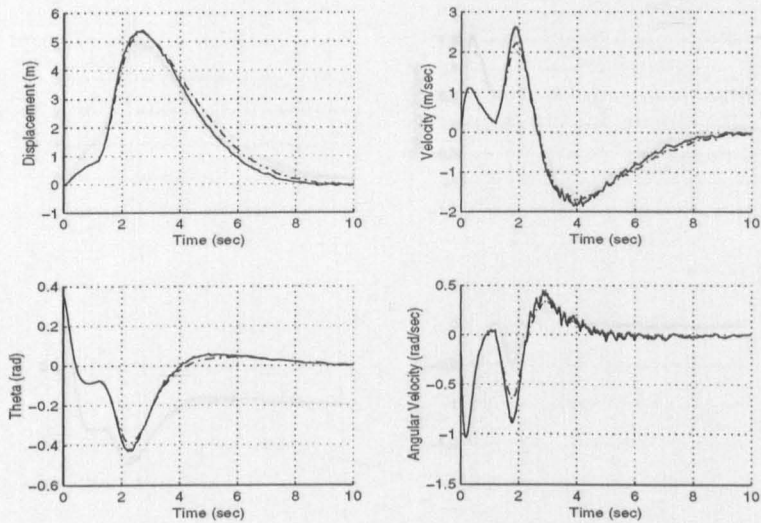 6
5
4
3
2
1
0
−1
Displacement (m)
0 2 4 6 8 10
Time (sec)
3
2
1
0
−1
−2
Velocity (m/sec)
0 2 4 6 8 10
Time (sec)
0.4
0.2
0
−0.2
−0.4
−0.6
Theta (rad)
0 2 4 6 8 10
Time (sec)
0.5
0
−0.5
−1
−1.5
Angular Velocity (rad/sec)
0 2 4 6 8 10
Time (sec)